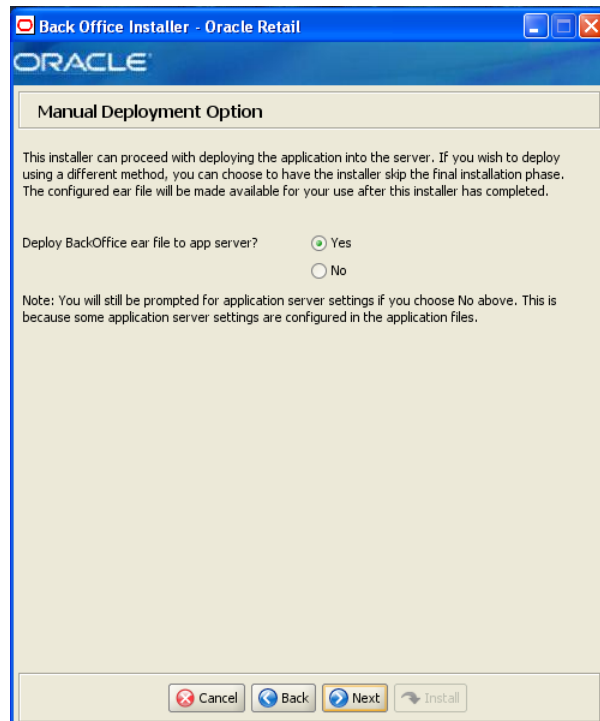 Back Office Installer - Oracle Retail
ORACLE
Manual Deployment Option
This installer can proceed with deploying the application into the server. If you wish to deploy
using a different method, you can choose to have the installer skip the final installation phase.
The configured ear file will be made available for your use after this installer has completed.
Deploy BackOffice ear file to app server?
Yes
No
Note: You will still be prompted for application server settings if you choose No above. This is
because some application server settings are configured in the application files.
Cancel Back Next Install